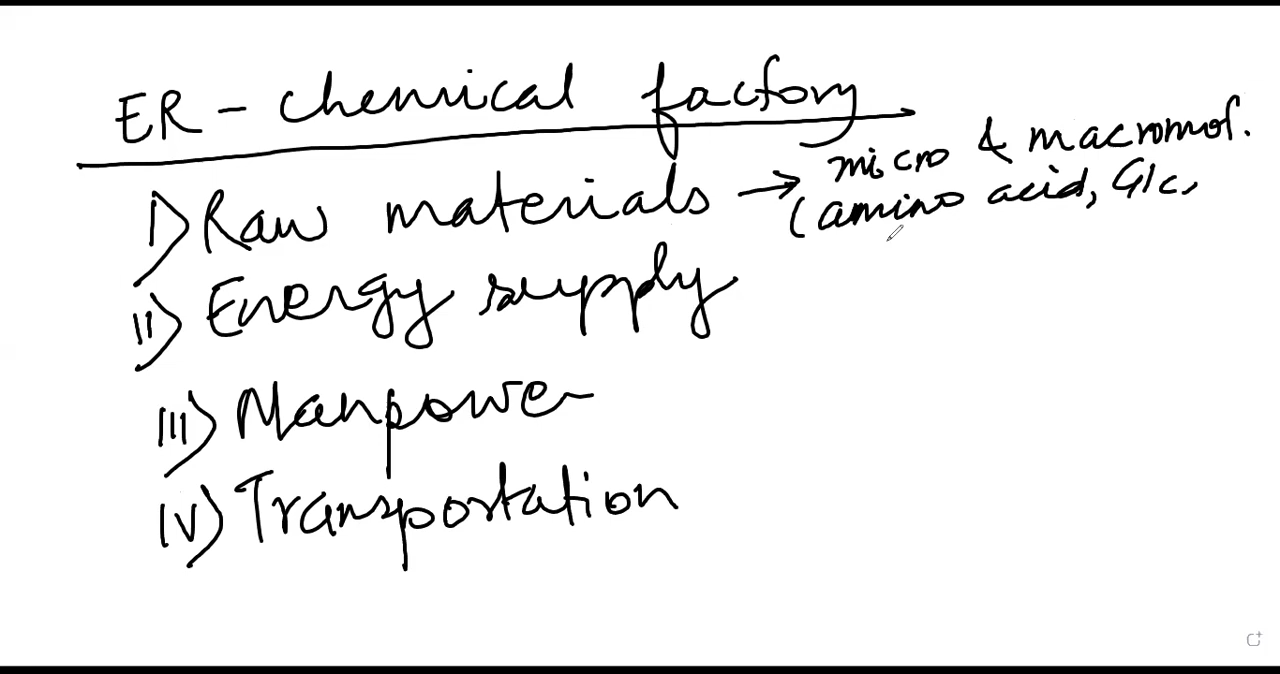 ER - chemical factory
I) Raw materials → micro & macromol.
(amino acid, Glc,
II) Energy supply
III) Manpower
IV) Transportation